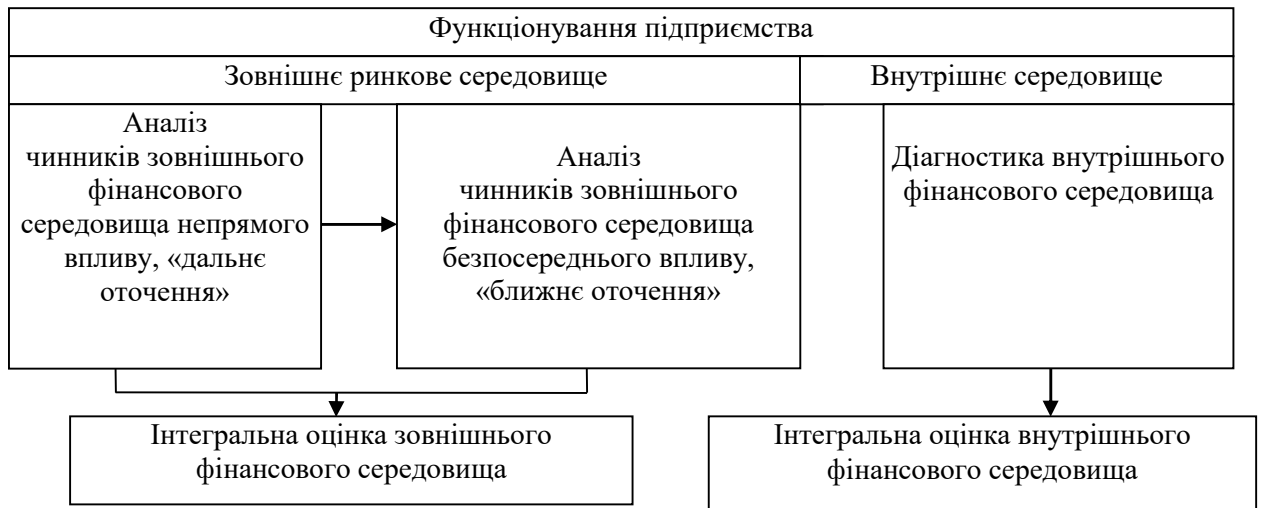 Функціонування підприємства
Зовнішнє ринкове середовище
Внутрішнє середовище
Аналіз
чинників зовнішнього
фінансового
середовища непрямого
впливу, «дальнє
оточення»
Аналіз
чинників зовнішнього
фінансового середовища
безпосереднього впливу,
«ближнє оточення»
Діагностика внутрішнього
фінансового середовища
Інтегральна оцінка зовнішнього
фінансового середовища
Інтегральна оцінка внутрішнього
фінансового середовища